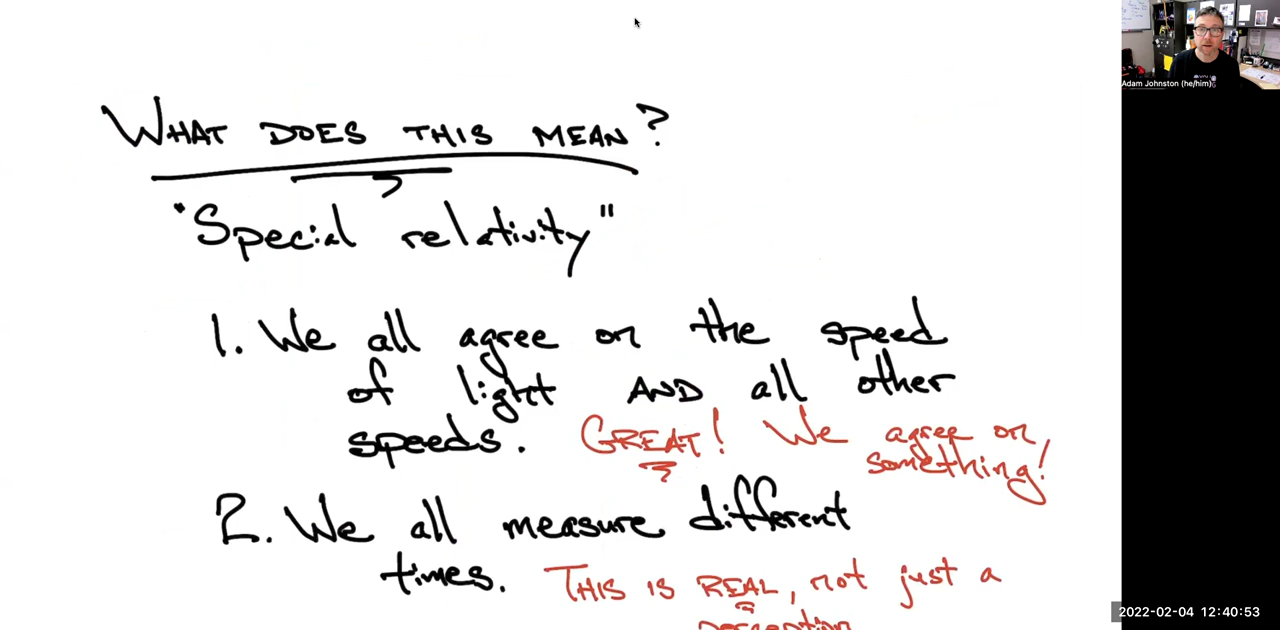 WHAT DOES THIS MEAN?
"Special relativity"
1. We all agree on the speed
of light AND all other
speeds. GREAT! We agree on
something!
2. We all measure different
times. THIS IS REAL, not just a
perception
Adam Johnston (he/him)
2022-02-04 12:40:53